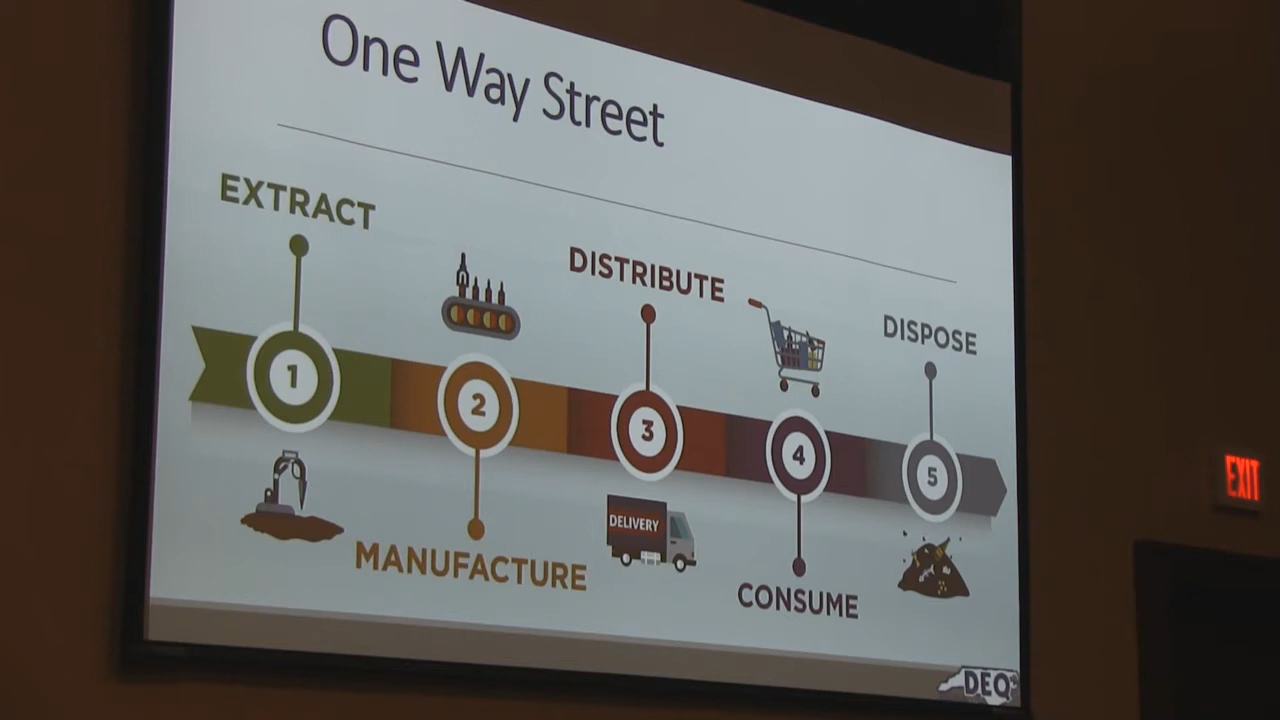 One Way Street
EXTRACT
DISTRIBUTE
DISPOSE
1
2
3
4
5
DELIVERY
MANUFACTURE
CONSUME
EXIT
DEQ